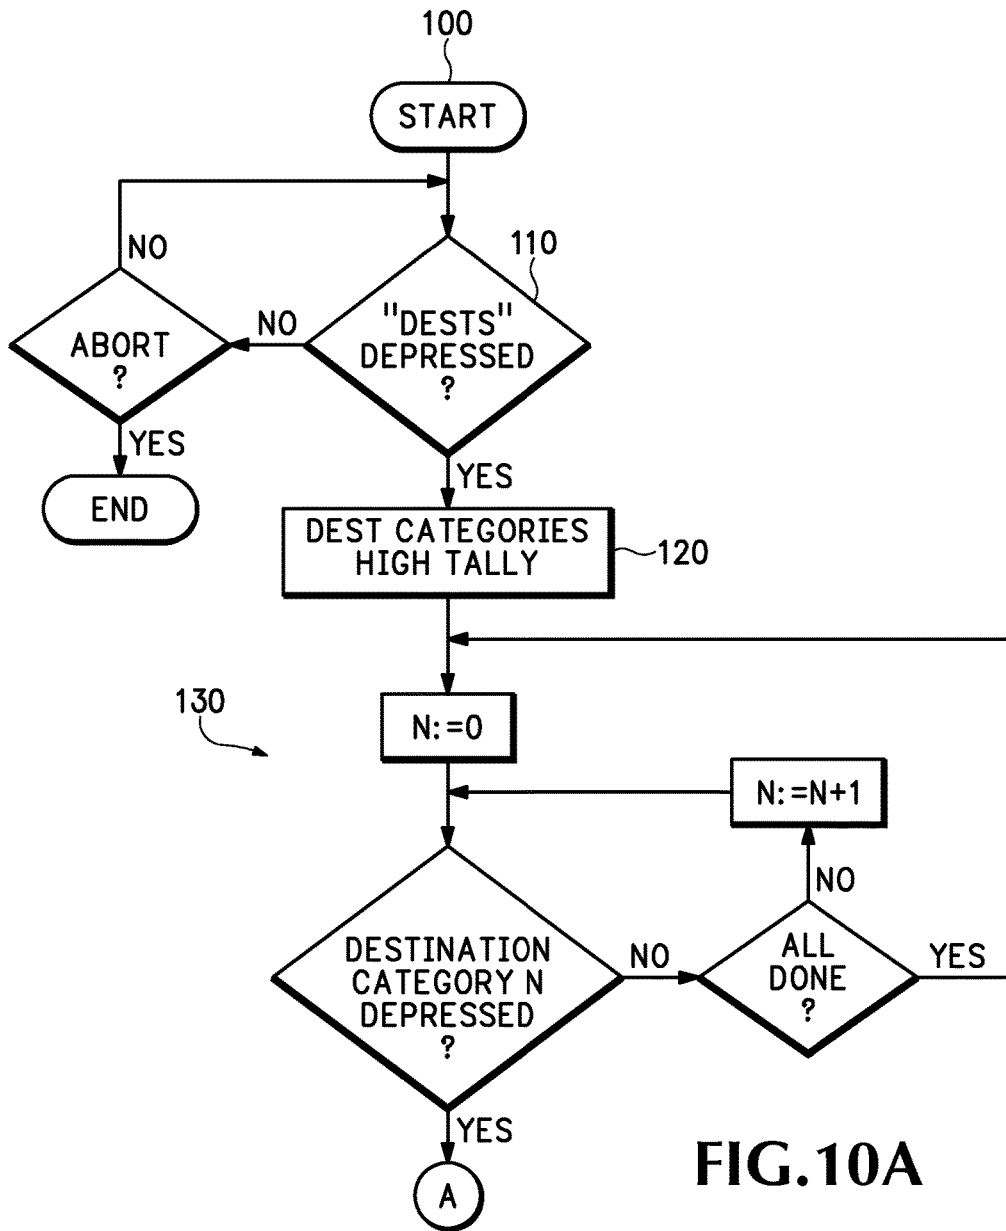 100
START
110
NO
"DESTS"
DEPRESSED
?
NO
ABORT
?
YES
END
YES
DEST CATEGORIES
HIGH TALLY
120
130
N:=0
N:=N+1
NO
DESTINATION
CATEGORY N
DEPRESSED
?
NO
ALL
DONE
?
YES
YES
A
FIG.10A